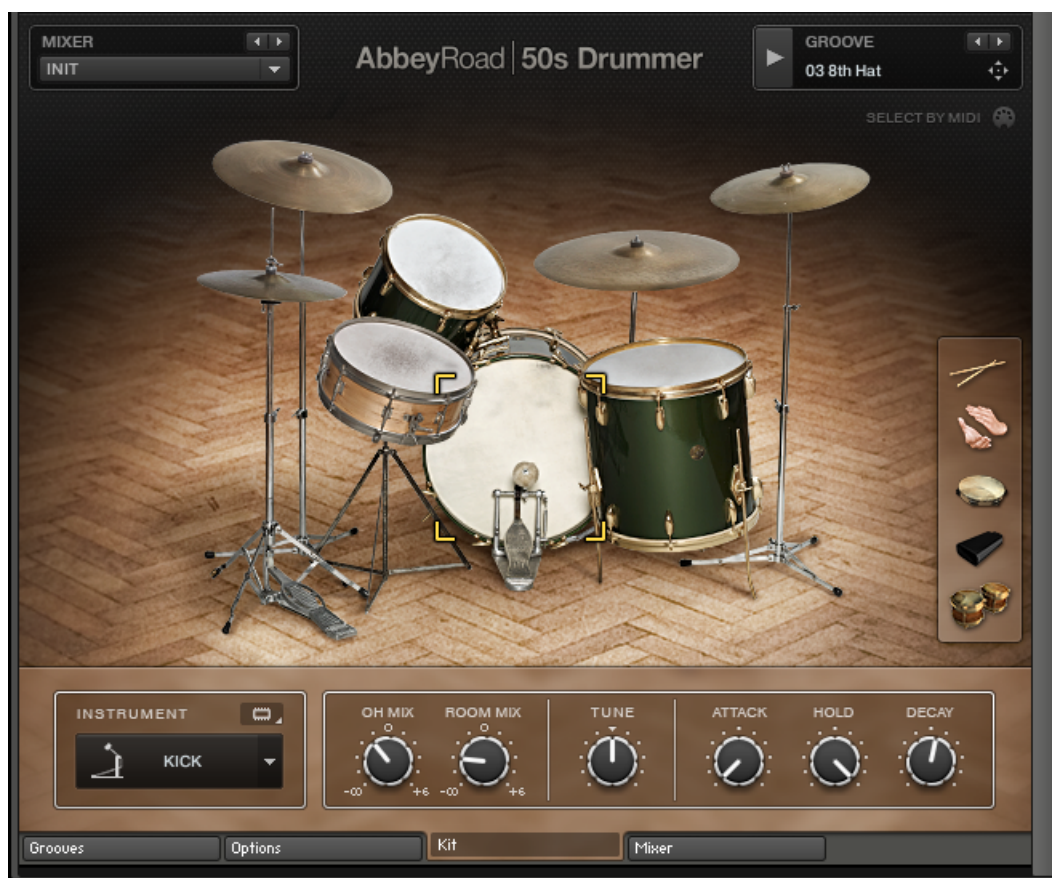 MIXER
INIT
AbbeyRoad | 50s Drummer
GROOVE
03 8th Hat
SELECT BY MIDI
INSTRUMENT
KICK
OH MIX
ROOM MIX
TUNE
ATTACK
HOLD
DECAY
-∞ +6
-∞ +6
Grooves
Options
Kit
Mixer